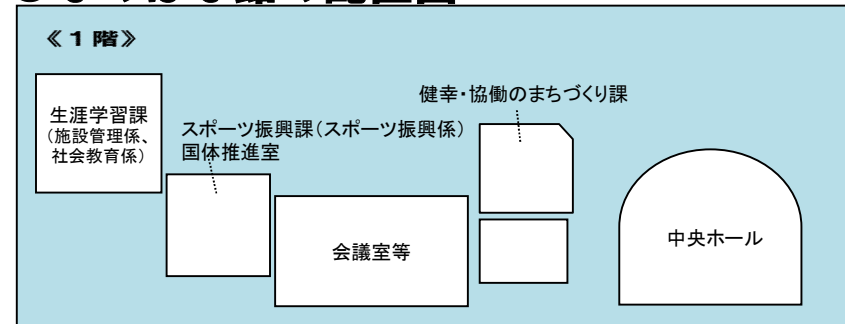 《1階》
生涯学習課
(施設管理係、
社会教育係)
スポーツ振興課(スポーツ振興係)
国体推進室
健幸・協働のまちづくり課
会議室等
中央ホール